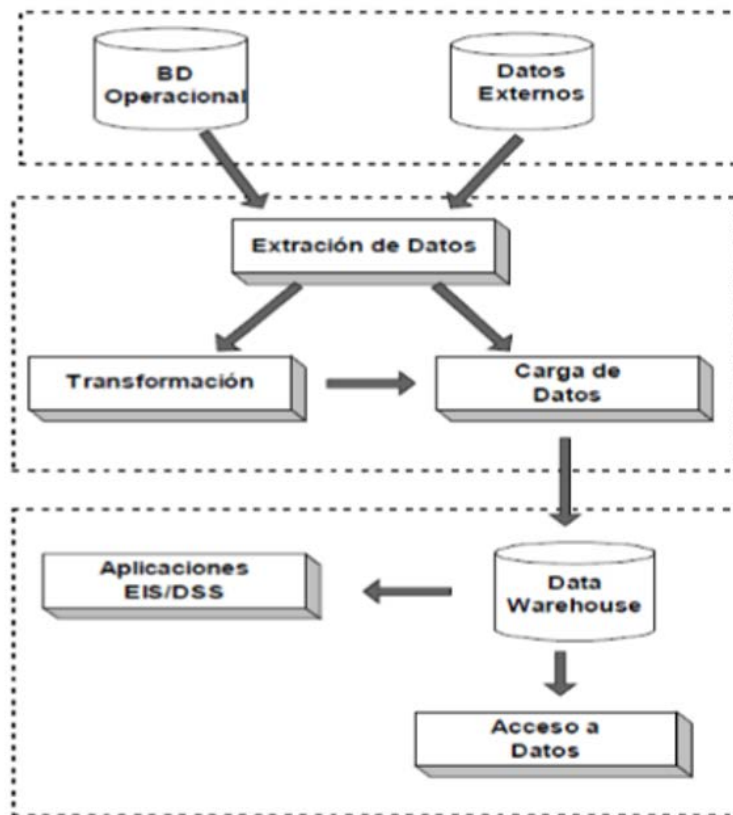 BD
Operacional
Datos
Externos
Extración de Datos
Transformación
Carga de
Datos
Aplicaciones
EIS/DSS
Data
Warehouse
Acceso a
Datos